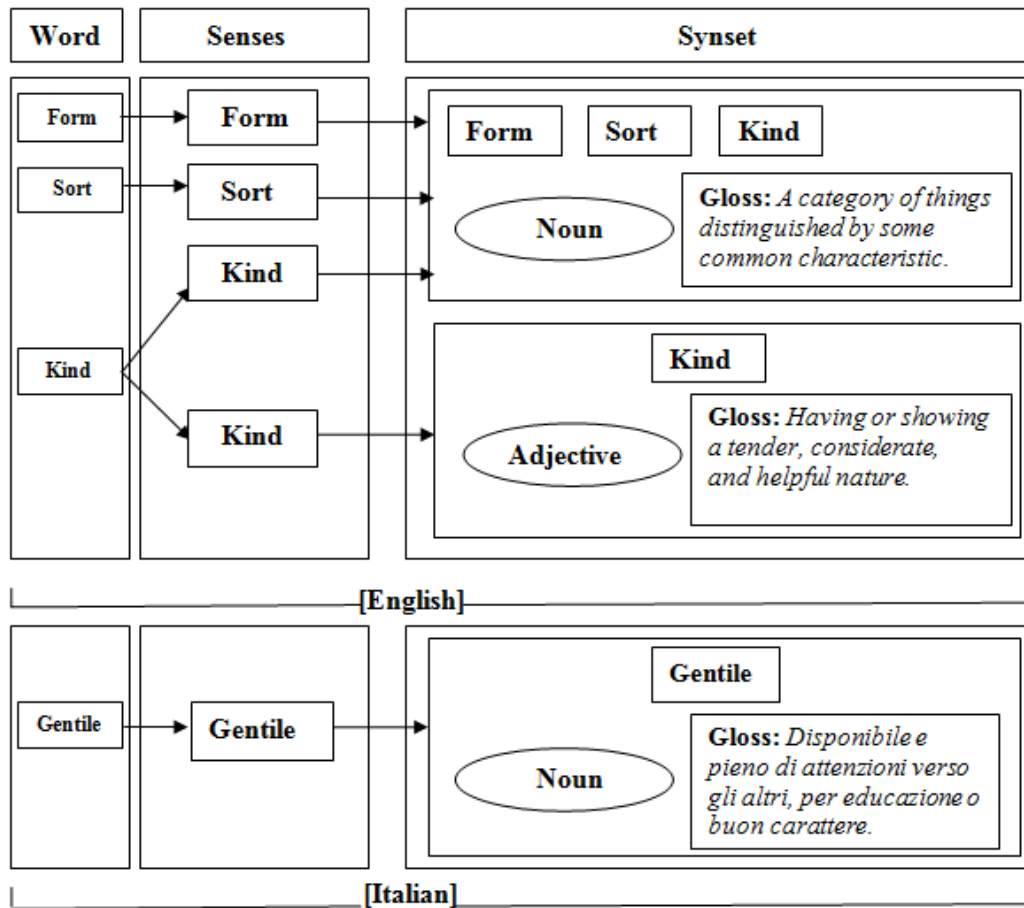 Word Senses Synset
Form Form Form Sort Kind
Sort Sort
Noun
Gloss: A category of things
distinguished by some
common characteristic.
Kind
Kind
Kind
Kind
Adjective
Gloss: Having or showing
a tender, considerate,
and helpful nature.
[English]
Gentile Gentile Gentile
Noun
Gloss: Disponibile e
pieno di attenzioni verso
gli altri, per educazione o
buon carattere.
[Italian]